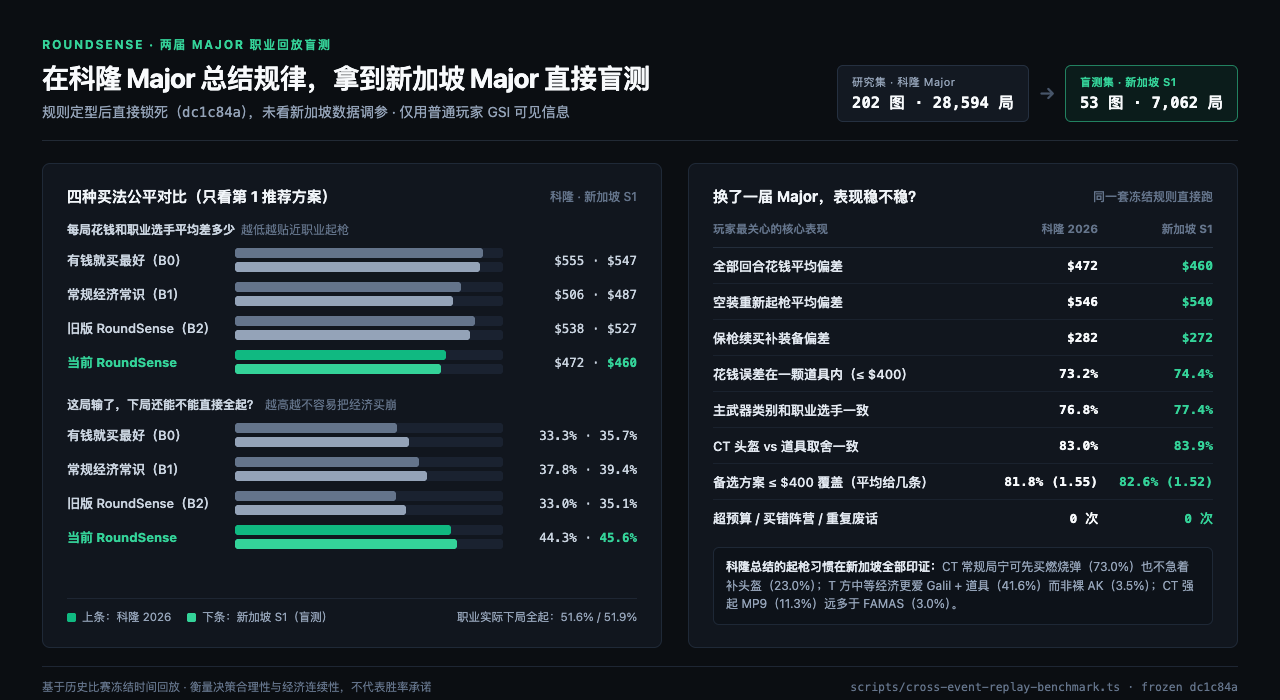 ROUNDSENSE · 两届 MAJOR 职业回放盲测
在科隆 Major 总结规律，拿到新加坡 Major 直接盲测
规则定型后直接锁死（dc1c84a），未看新加坡数据调参 · 仅用普通玩家 GSI 可见信息
研究集 · 科隆 Major
202 图 · 28,594 局
→
盲测集 · 新加坡 S1
53 图 · 7,062 局
四种买法公平对比（只看第 1 推荐方案）
科隆 · 新加坡 S1
每局花钱和职业选手平均差多少 越低越贴近职业起枪
有钱就买最好（B0） $555 · $547
常规经济常识（B1） $506 · $487
旧版 RoundSense（B2） $538 · $527
当前 RoundSense $472 · $460
这局输了，下局还能不能直接全起？ 越高越不容易把经济买崩
有钱就买最好（B0） 33.3% · 35.7%
常规经济常识（B1） 37.8% · 39.4%
旧版 RoundSense（B2） 33.0% · 35.1%
当前 RoundSense 44.3% · 45.6%
上条：科隆 2026 下条：新加坡 S1（盲测） 职业实际下局全起：51.6% / 51.9%
换了一届 Major，表现稳不稳？ 同一套冻结规则直接跑
玩家最关心的核心表现 科隆 2026 新加坡 S1
全部回合花钱平均偏差 $472 $460
空装重新起枪平均偏差 $546 $540
保枪续买补装备偏差 $282 $272
花钱误差在一颗道具内（≤ $400） 73.2% 74.4%
主武器类别和职业选手一致 76.8% 77.4%
CT 头盔 vs 道具取舍一致 83.0% 83.9%
备选方案 ≤ $400 覆盖（平均给几条） 81.8% (1.55) 82.6% (1.52)
超预算 / 买错阵营 / 重复废话 0 次 0 次
科隆总结的起枪习惯在新加坡全部印证：CT 常规局宁可先买燃烧弹（73.0%）也不急着
补头盔（23.0%）；T 方中等经济更爱 Galil + 道具（41.6%）而非裸 AK（3.5%）；CT 强
起 MP9（11.3%）远多于 FAMAS（3.0%）。
基于历史比赛冻结时间回放 · 衡量决策合理性与经济连续性，不代表胜率承诺
scripts/cross-event-replay-benchmark.ts · frozen dc1c84a